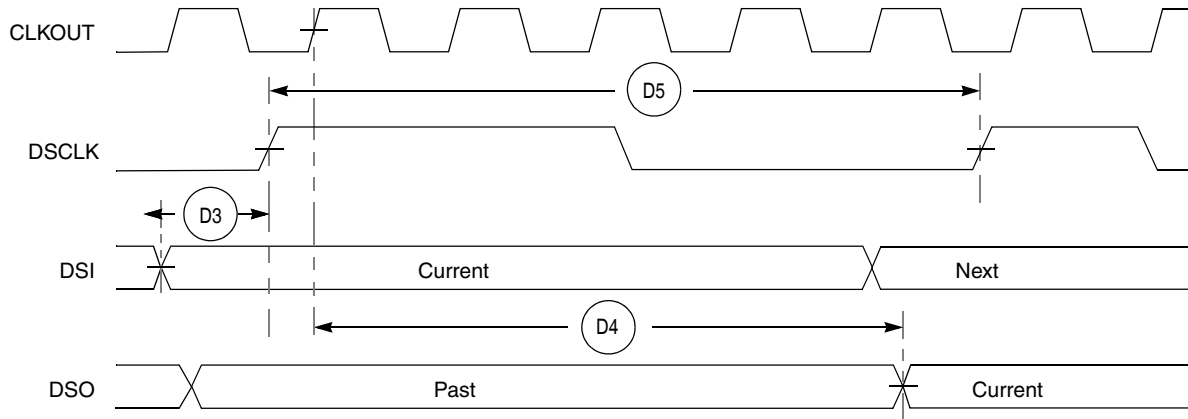 CLKOUT
D5
DSCLK
D3
DSI
Current
Next
D4
DSO
Past
Current